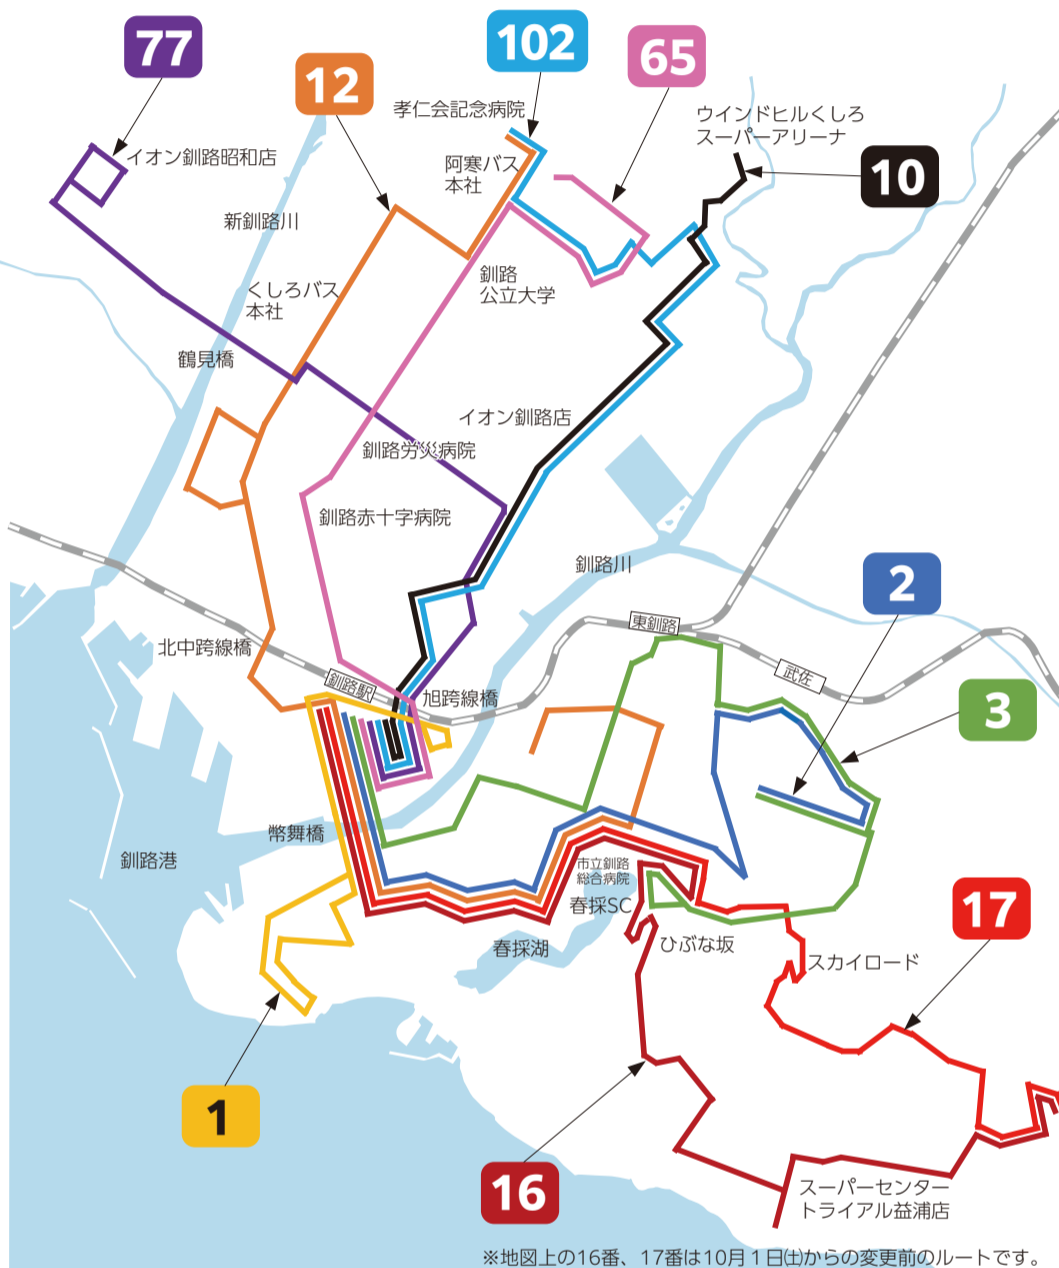 77
12
102
65
孝仁会記念病院
ウインドヒルくしろ
スーパーアリーナ
イオン釧路昭和店
阿寒バス
本社
10
新釧路川
釧路
公立大学
くしろバス
本社
鶴見橋
イオン釧路店
釧路労災病院
釧路赤十字病院
釧路川
2
東釧路
北中跨線橋
武佐
釧路駅
旭跨線橋
3
幣舞橋
釧路港
市立釧路
総合病院
春採SC
17
春採湖
ひぶな坂
スカイロード
1
16
スーパーセンター
トライアル益浦店
※地図上の16番、17番は10月1日(土)からの変更前のルートです。